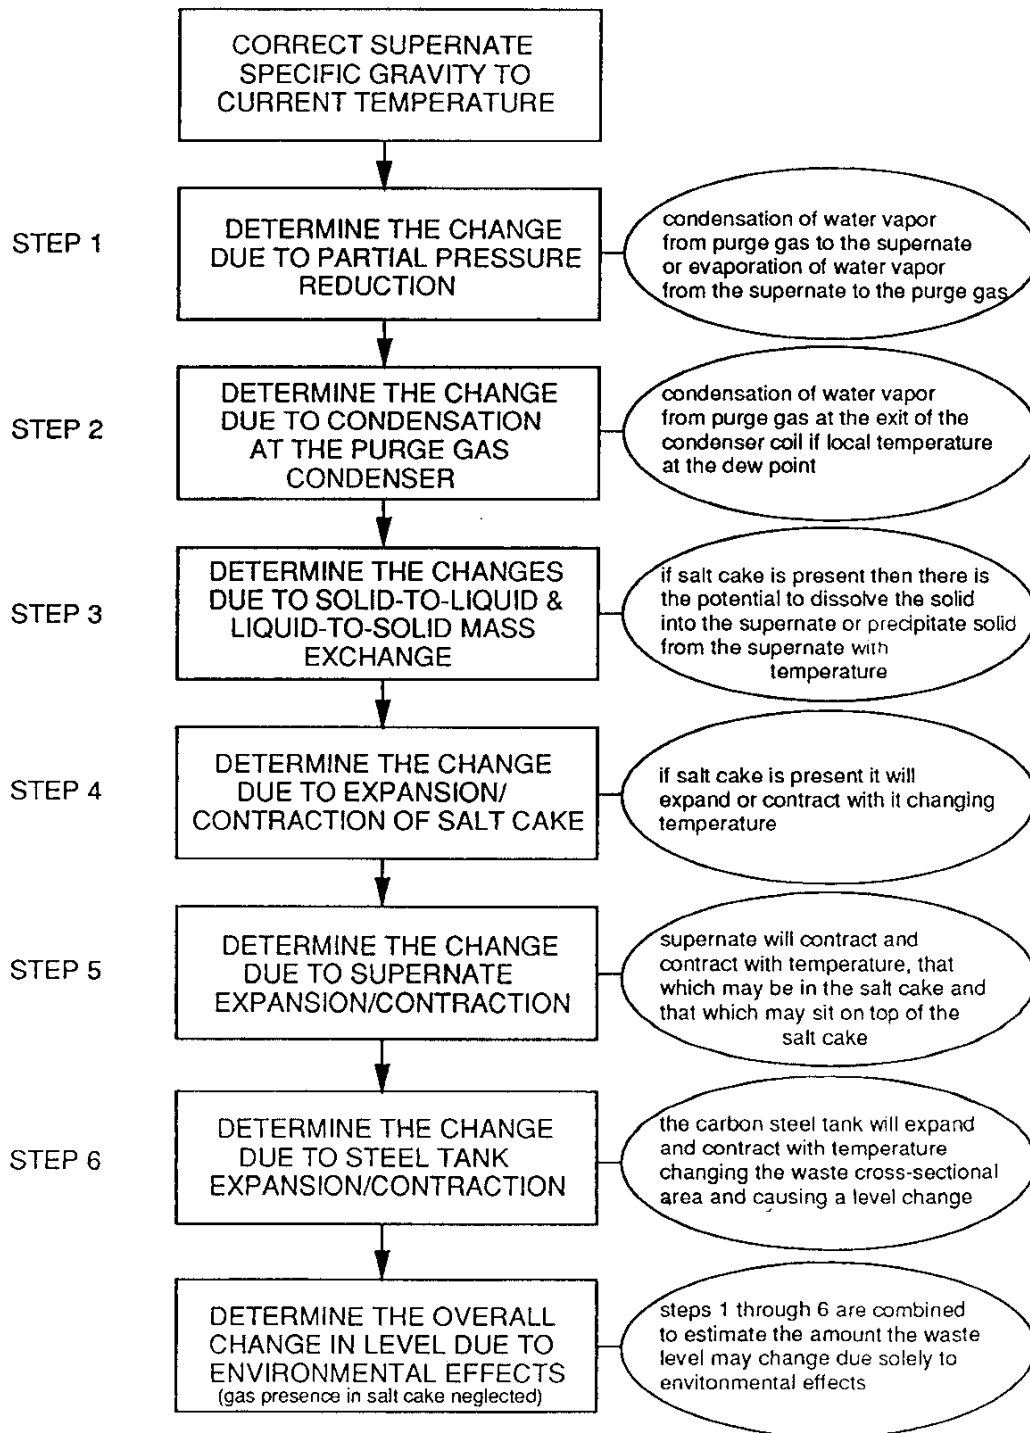 CORRECT SUPERNATE
SPECIFIC GRAVITY TO
CURRENT TEMPERATURE
STEP 1
DETERMINE THE CHANGE
DUE TO PARTIAL PRESSURE
REDUCTION
condensation of water vapor
from purge gas to the supernate
or evaporation of water vapor
from the supernate to the purge gas
STEP 2
DETERMINE THE CHANGE
DUE TO CONDENSATION
AT THE PURGE GAS
CONDENSER
condensation of water vapor
from purge gas at the exit of the
condenser coil if local temperature
at the dew point
STEP 3
DETERMINE THE CHANGES
DUE TO SOLID-TO-LIQUID &
LIQUID-TO-SOLID MASS
EXCHANGE
if salt cake is present then there is
the potential to dissolve the solid
into the supernate or precipitate solid
from the supernate with
temperature
STEP 4
DETERMINE THE CHANGE
DUE TO EXPANSION/
CONTRACTION OF SALT CAKE
if salt cake is present it will
expand or contract with it changing
temperature
STEP 5
DETERMINE THE CHANGE
DUE TO SUPERNATE
EXPANSION/CONTRACTION
supernate will contract and
contract with temperature, that
which may be in the salt cake and
that which may sit on top of the
salt cake
STEP 6
DETERMINE THE CHANGE
DUE TO STEEL TANK
EXPANSION/CONTRACTION
the carbon steel tank will expand
and contract with temperature
changing the waste cross-sectional
area and causing a level change
DETERMINE THE OVERALL
CHANGE IN LEVEL DUE TO
ENVIRONMENTAL EFFECTS
(gas presence in salt cake neglected)
steps 1 through 6 are combined
to estimate the amount the waste
level may change due solely to
envitonmental effects